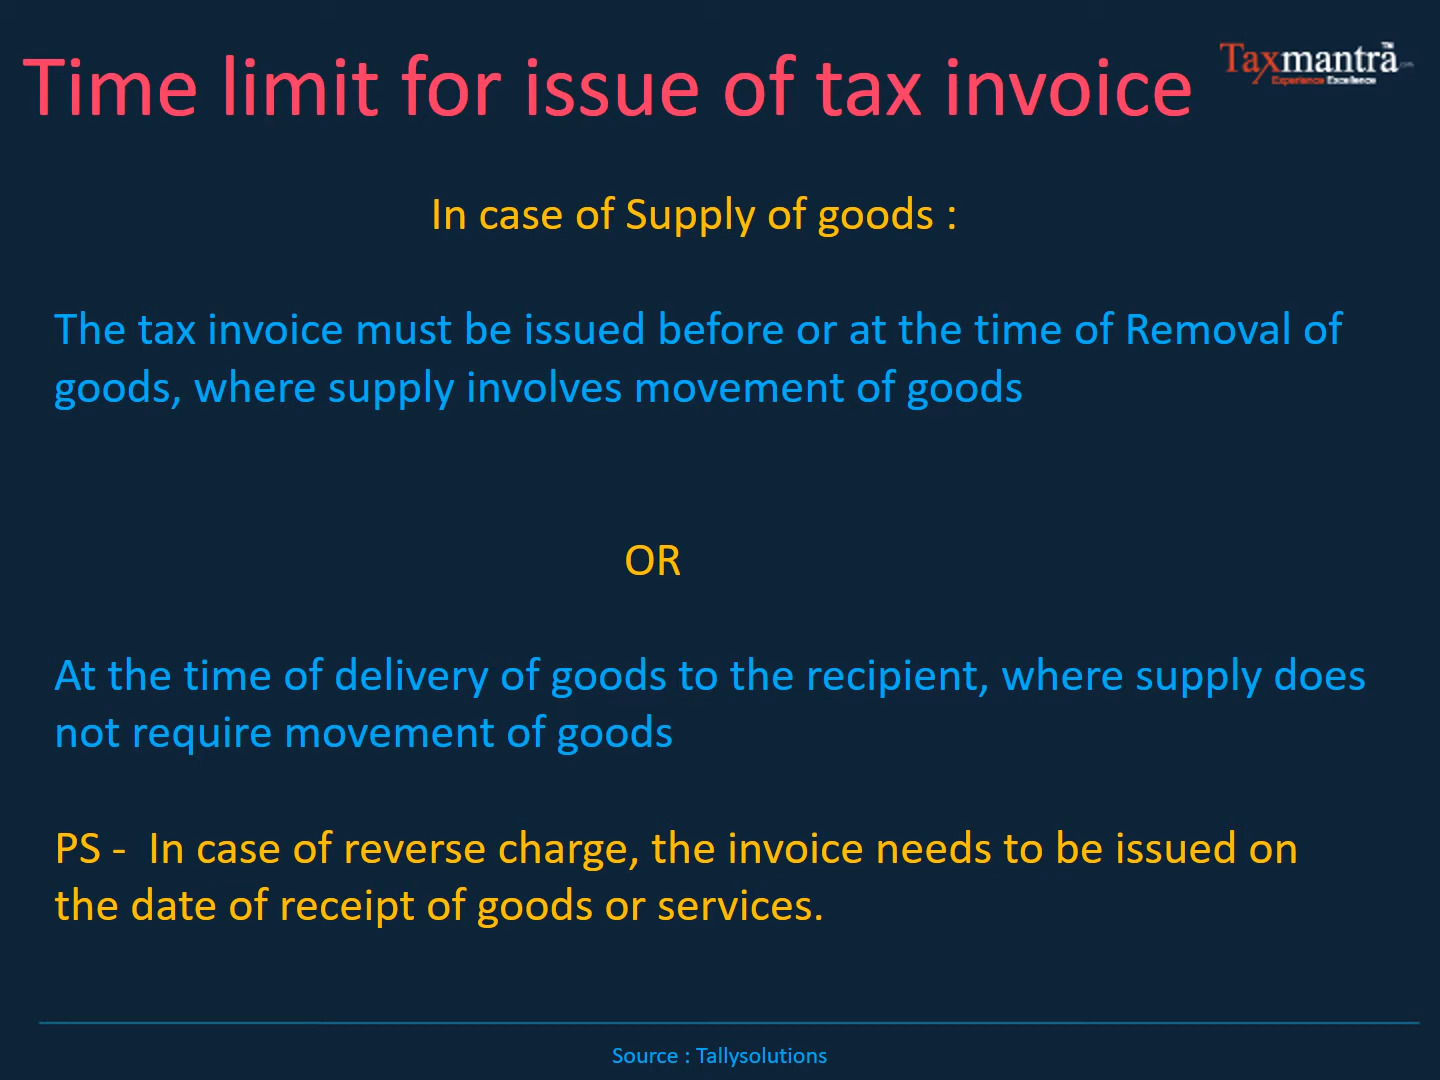 Time limit for issue of tax invoice
Taxmantra
Experience Excellence
In case of Supply of goods :
The tax invoice must be issued before or at the time of Removal of
goods, where supply involves movement of goods
OR
At the time of delivery of goods to the recipient, where supply does
not require movement of goods
PS -  In case of reverse charge, the invoice needs to be issued on
the date of receipt of goods or services.
Source : Tallysolutions